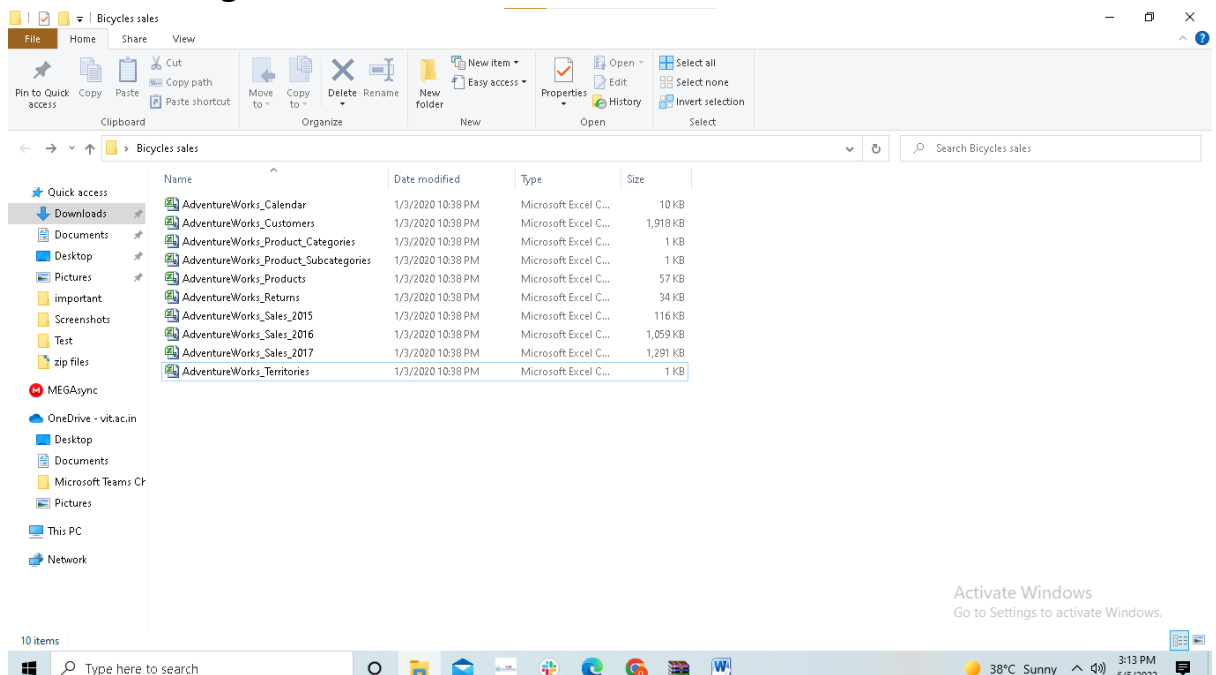 Bicycles sales
File Home Share View
Pin to Quick access
Copy
Paste
Cut
Copy path
Paste shortcut
Clipboard
Move to
Copy to
Delete
Rename
Organize
New folder
New item
Easy access
New
Properties
Open
Edit
History
Open
Select all
Select none
Invert selection
Select
Bicycles sales
Search Bicycles sales
Quick access
Downloads
Documents
Desktop
Pictures
important
Screenshots
Test
zip files
MEGAsync
OneDrive - vit.ac.in
Desktop
Documents
Microsoft Teams Ch
Pictures
This PC
Network
Name Date modified Type Size
AdventureWorks_Calendar 1/3/2020 10:38 PM Microsoft Excel C... 10 KB
AdventureWorks_Customers 1/3/2020 10:38 PM Microsoft Excel C... 1,918 KB
AdventureWorks_Product_Categories 1/3/2020 10:38 PM Microsoft Excel C... 1 KB
AdventureWorks_Product_Subcategories 1/3/2020 10:38 PM Microsoft Excel C... 1 KB
AdventureWorks_Products 1/3/2020 10:38 PM Microsoft Excel C... 57 KB
AdventureWorks_Returns 1/3/2020 10:38 PM Microsoft Excel C... 34 KB
AdventureWorks_Sales_2015 1/3/2020 10:38 PM Microsoft Excel C... 116 KB
AdventureWorks_Sales_2016 1/3/2020 10:38 PM Microsoft Excel C... 1,059 KB
AdventureWorks_Sales_2017 1/3/2020 10:38 PM Microsoft Excel C... 1,291 KB
AdventureWorks_Territories 1/3/2020 10:38 PM Microsoft Excel C... 1 KB
Activate Windows
Go to Settings to activate Windows.
10 items
Type here to search
38°C Sunny
3:13 PM